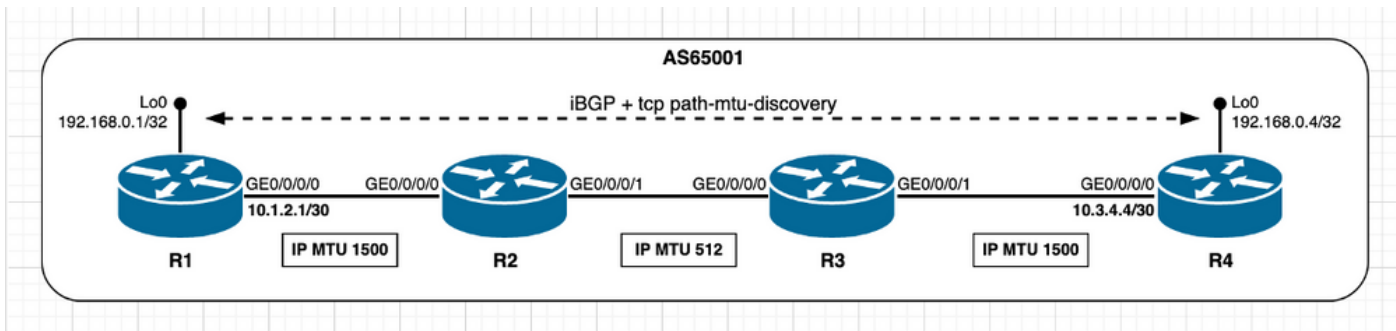 AS65001
Lo0
192.168.0.1/32
iBGP + tcp path-mtu-discovery
Lo0
192.168.0.4/32
GE0/0/0/0
GE0/0/0/0
GE0/0/0/1
GE0/0/0/0
GE0/0/0/1
GE0/0/0/0
10.1.2.1/30
10.3.4.4/30
IP MTU 1500
IP MTU 512
IP MTU 1500
R1
R2
R3
R4